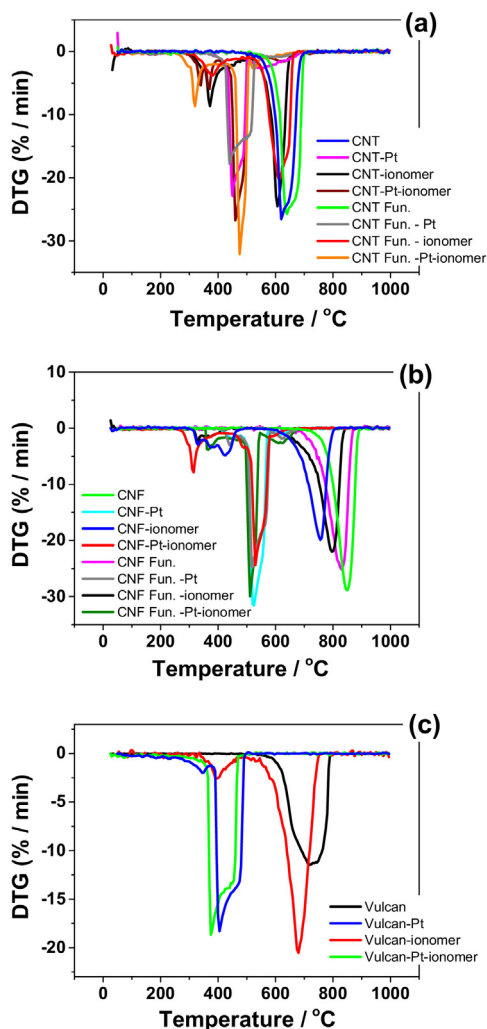 (a)
0
-10
-20
-30
DTG (% / min)
CNT
CNT-Pt
CNT-ionomer
CNT-Pt-ionomer
CNT Fun.
CNT Fun. - Pt
CNT Fun. - ionomer
CNT Fun. -Pt-ionomer
0 200 400 600 800 1000
Temperature / °C
(b)
10
0
-10
-20
-30
DTG (% / min)
CNF
CNF-Pt
CNF-ionomer
CNF-Pt-ionomer
CNF Fun.
CNF Fun. -Pt
CNF Fun. -ionomer
CNF Fun. -Pt-ionomer
0 200 400 600 800 1000
Temperature / °C
(c)
0
-5
-10
-15
-20
DTG (% / min)
Vulcan
Vulcan-Pt
Vulcan-ionomer
Vulcan-Pt-ionomer
0 200 400 600 800 1000
Temperature / °C